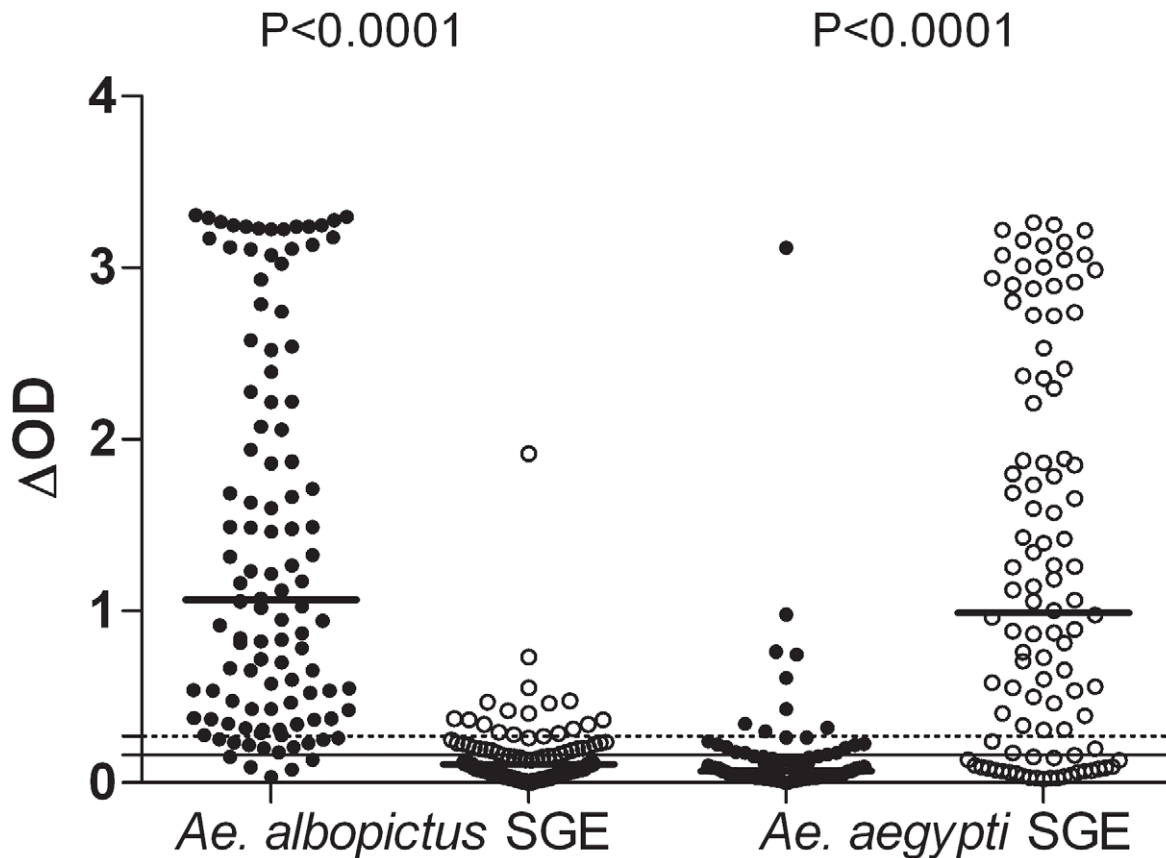 P<0.0001 P<0.0001
4
3
2
1
0
ΔOD
Ae. albopictus SGE Ae. aegypti SGE